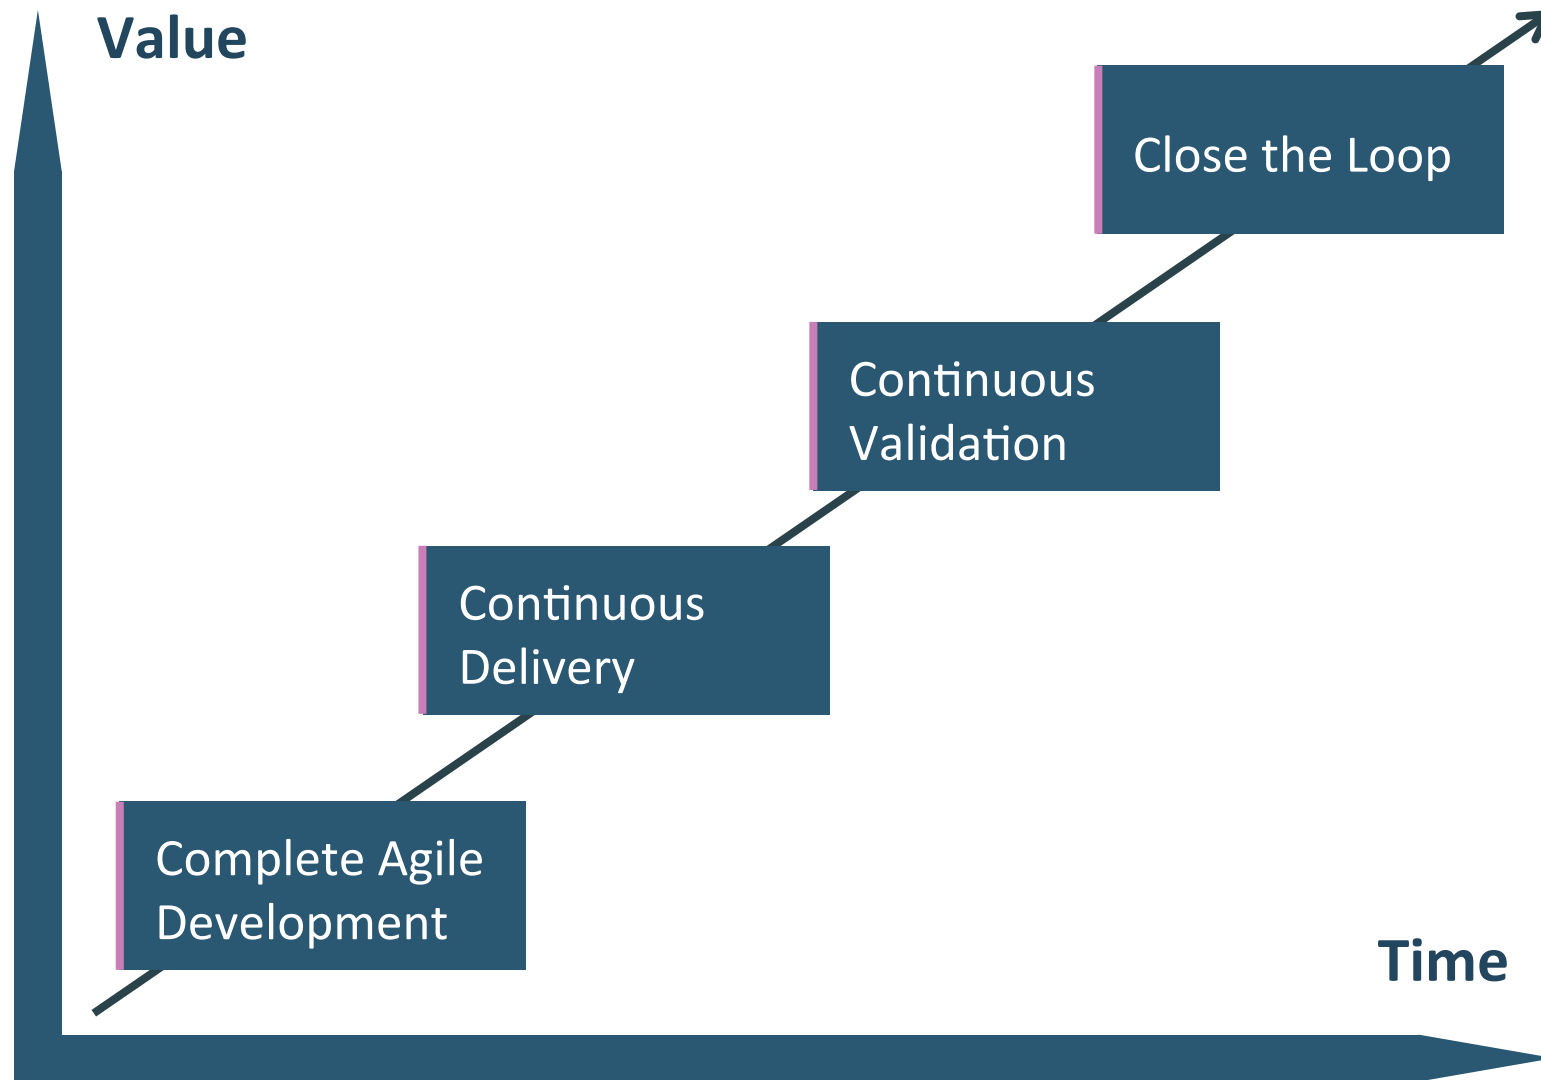 Value
Close the Loop
Continuous
Validation
Continuous
Delivery
Complete Agile
Development
Time